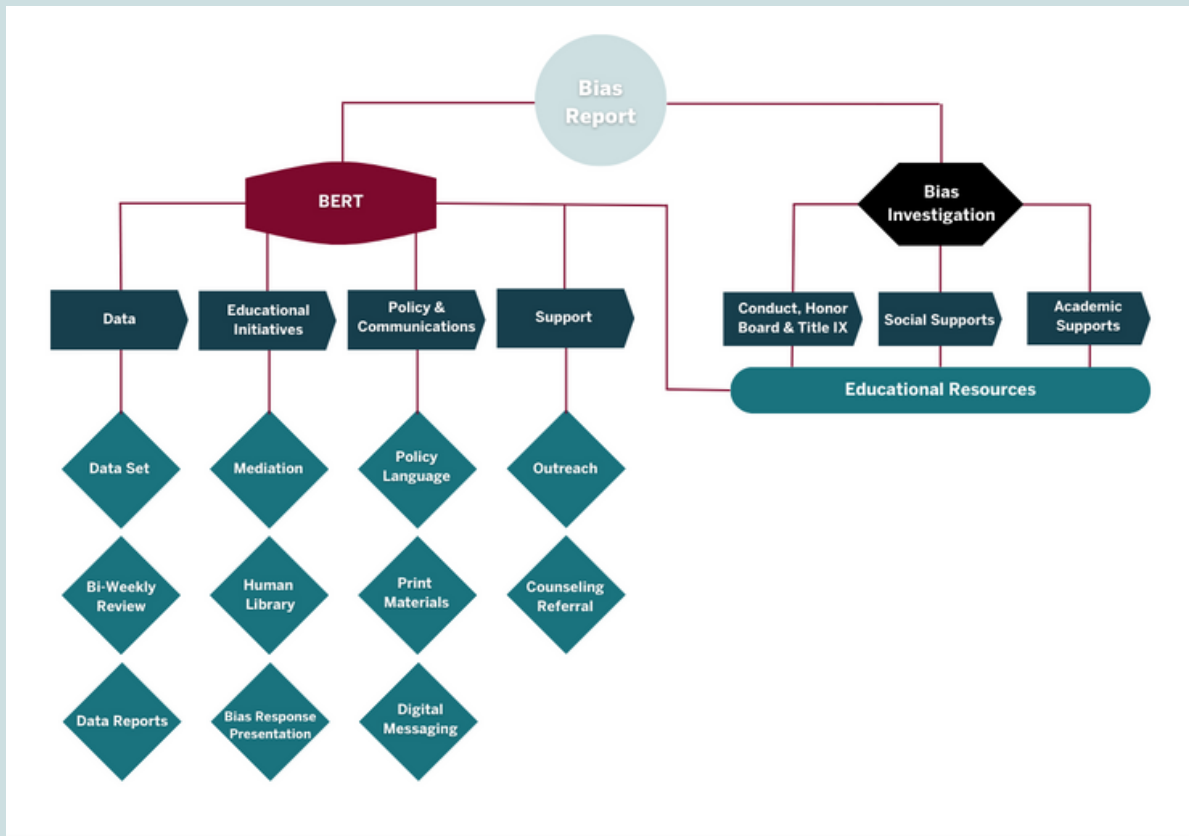 Bias
Report
BERT
Bias
Investigation
Data
Educational
Initiatives
Policy &
Communications
Support
Conduct, Honor
Board & Title IX
Social Supports
Academic
Supports
Educational Resources
Data Set
Mediation
Policy
Language
Outreach
Bi-Weekly
Review
Human
Library
Print
Materials
Counseling
Referral
Data Reports
Bias Response
Presentation
Digital
Messaging